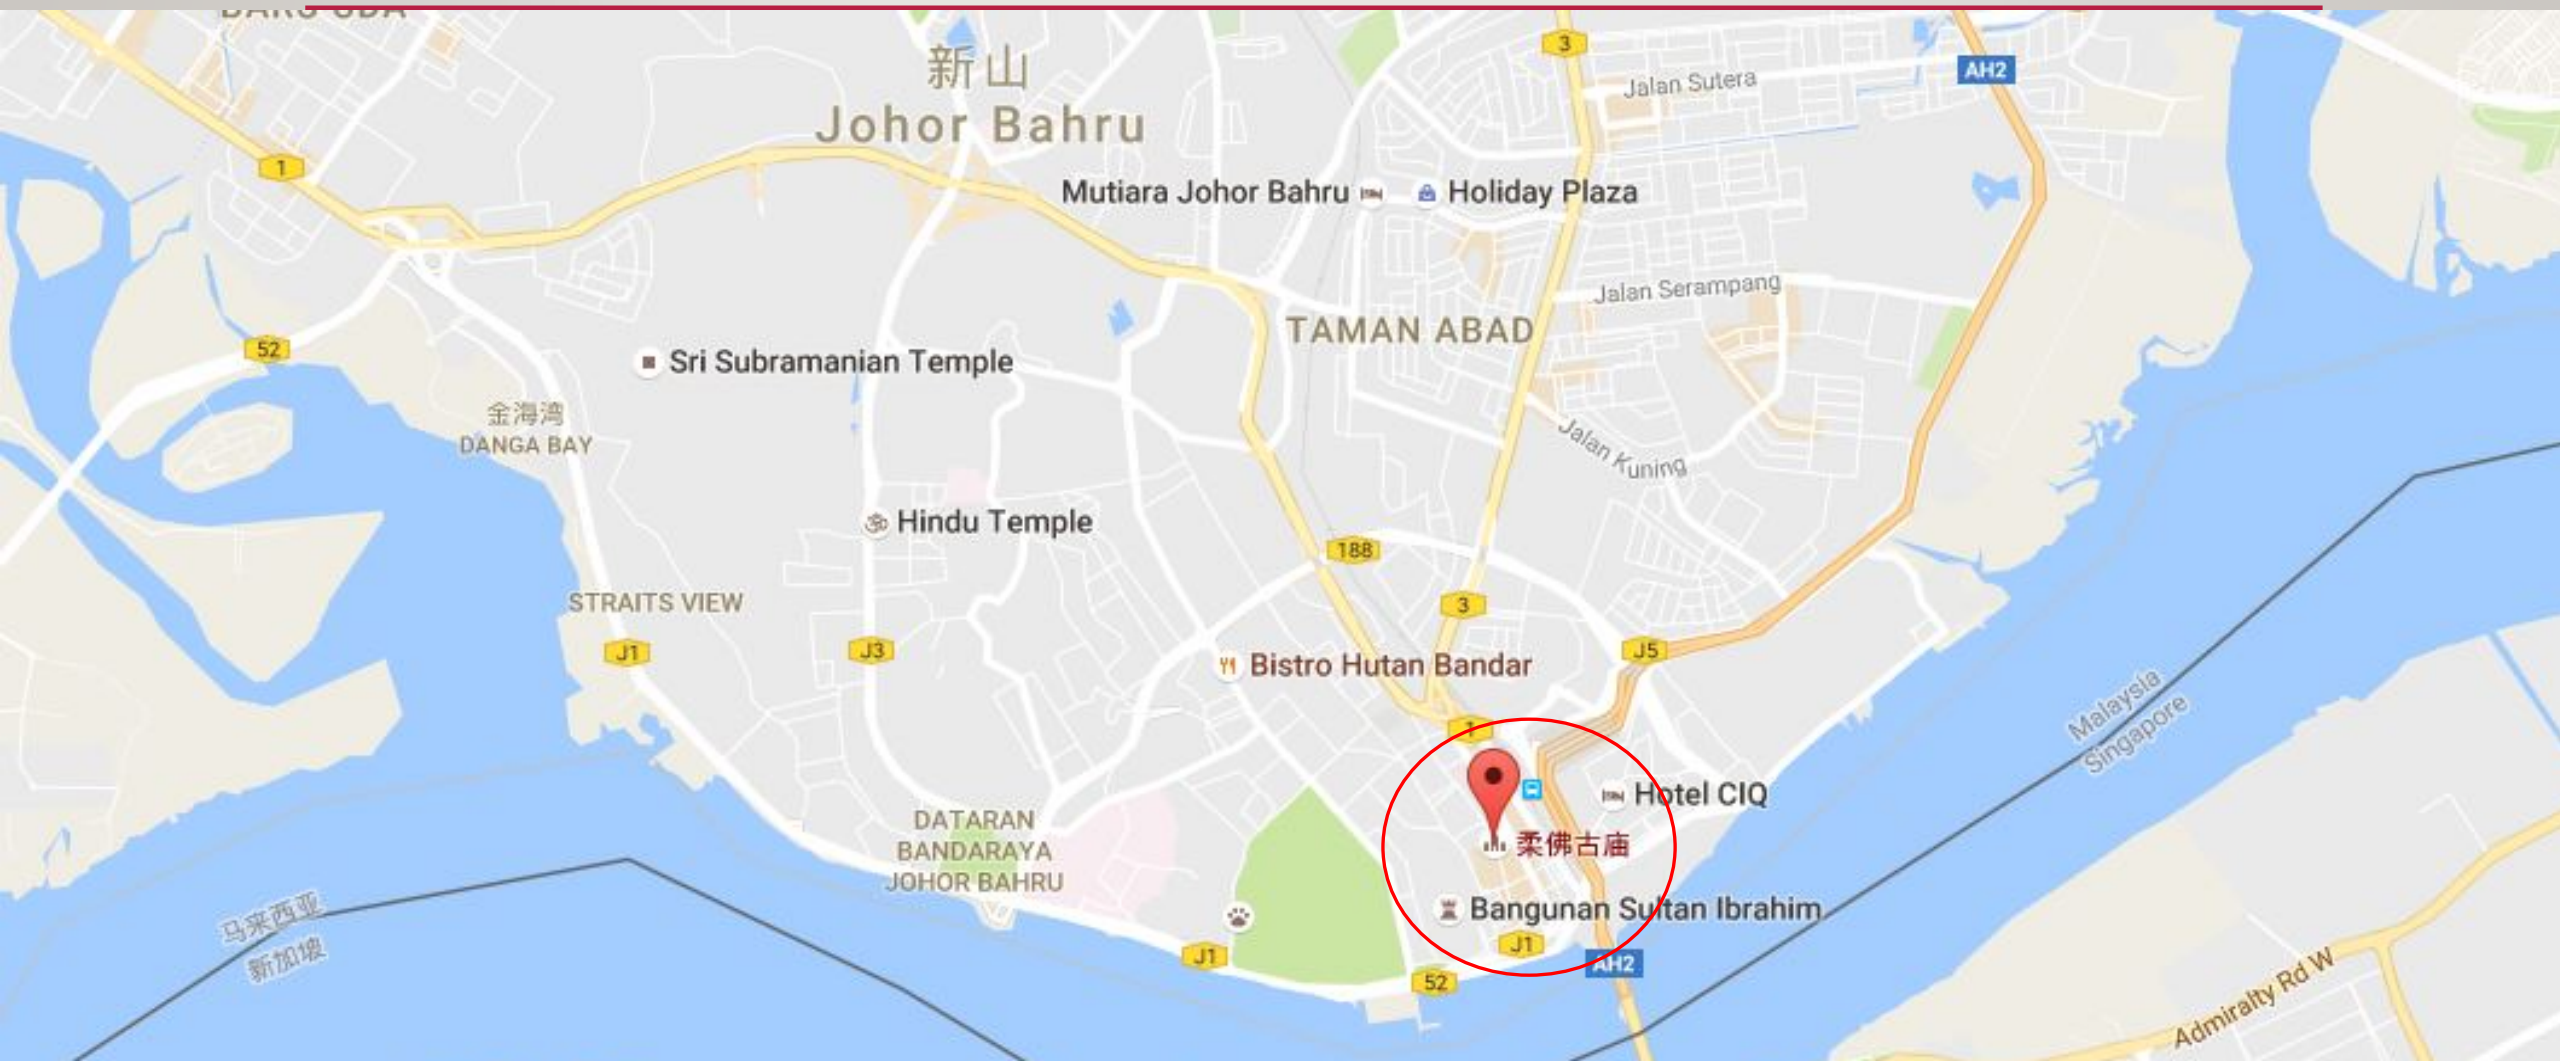 BARU UDA
新山
Johor Bahru
3
AH2
Jalan Sutera
1
Mutiara Johor Bahru
Holiday Plaza
Jalan Serampang
TAMAN ABAD
52
Sri Subramanian Temple
金海湾
DANGA BAY
Jalan Kuning
Hindu Temple
188
STRAITS VIEW
3
J1
J3
J5
Bistro Hutan Bandar
Malaysia
Singapore
1
Hotel CIQ
DATARAN
BANDARAYA
JOHOR BAHRU
柔佛古庙
Bangunan Sultan Ibrahim
马来西亚
新加坡
J1
J1
AH2
52
Admiralty Rd W